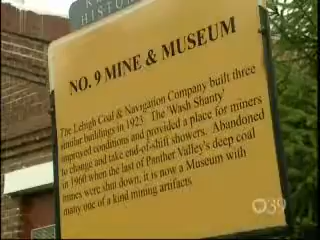 HISTORIC
NO. 9 MINE & MUSEUM
The Lehigh Coal & Navigation Company built three
similar buildings in 1923. The 'Wash Shanty'
improved conditions and provided a place for miners
to change and take end-of-shift showers. Abandoned
in 1960 when the last of Panther Valley's deep coal
mines were shut down, it is now a Museum with
many one of a kind mining artifacts
39